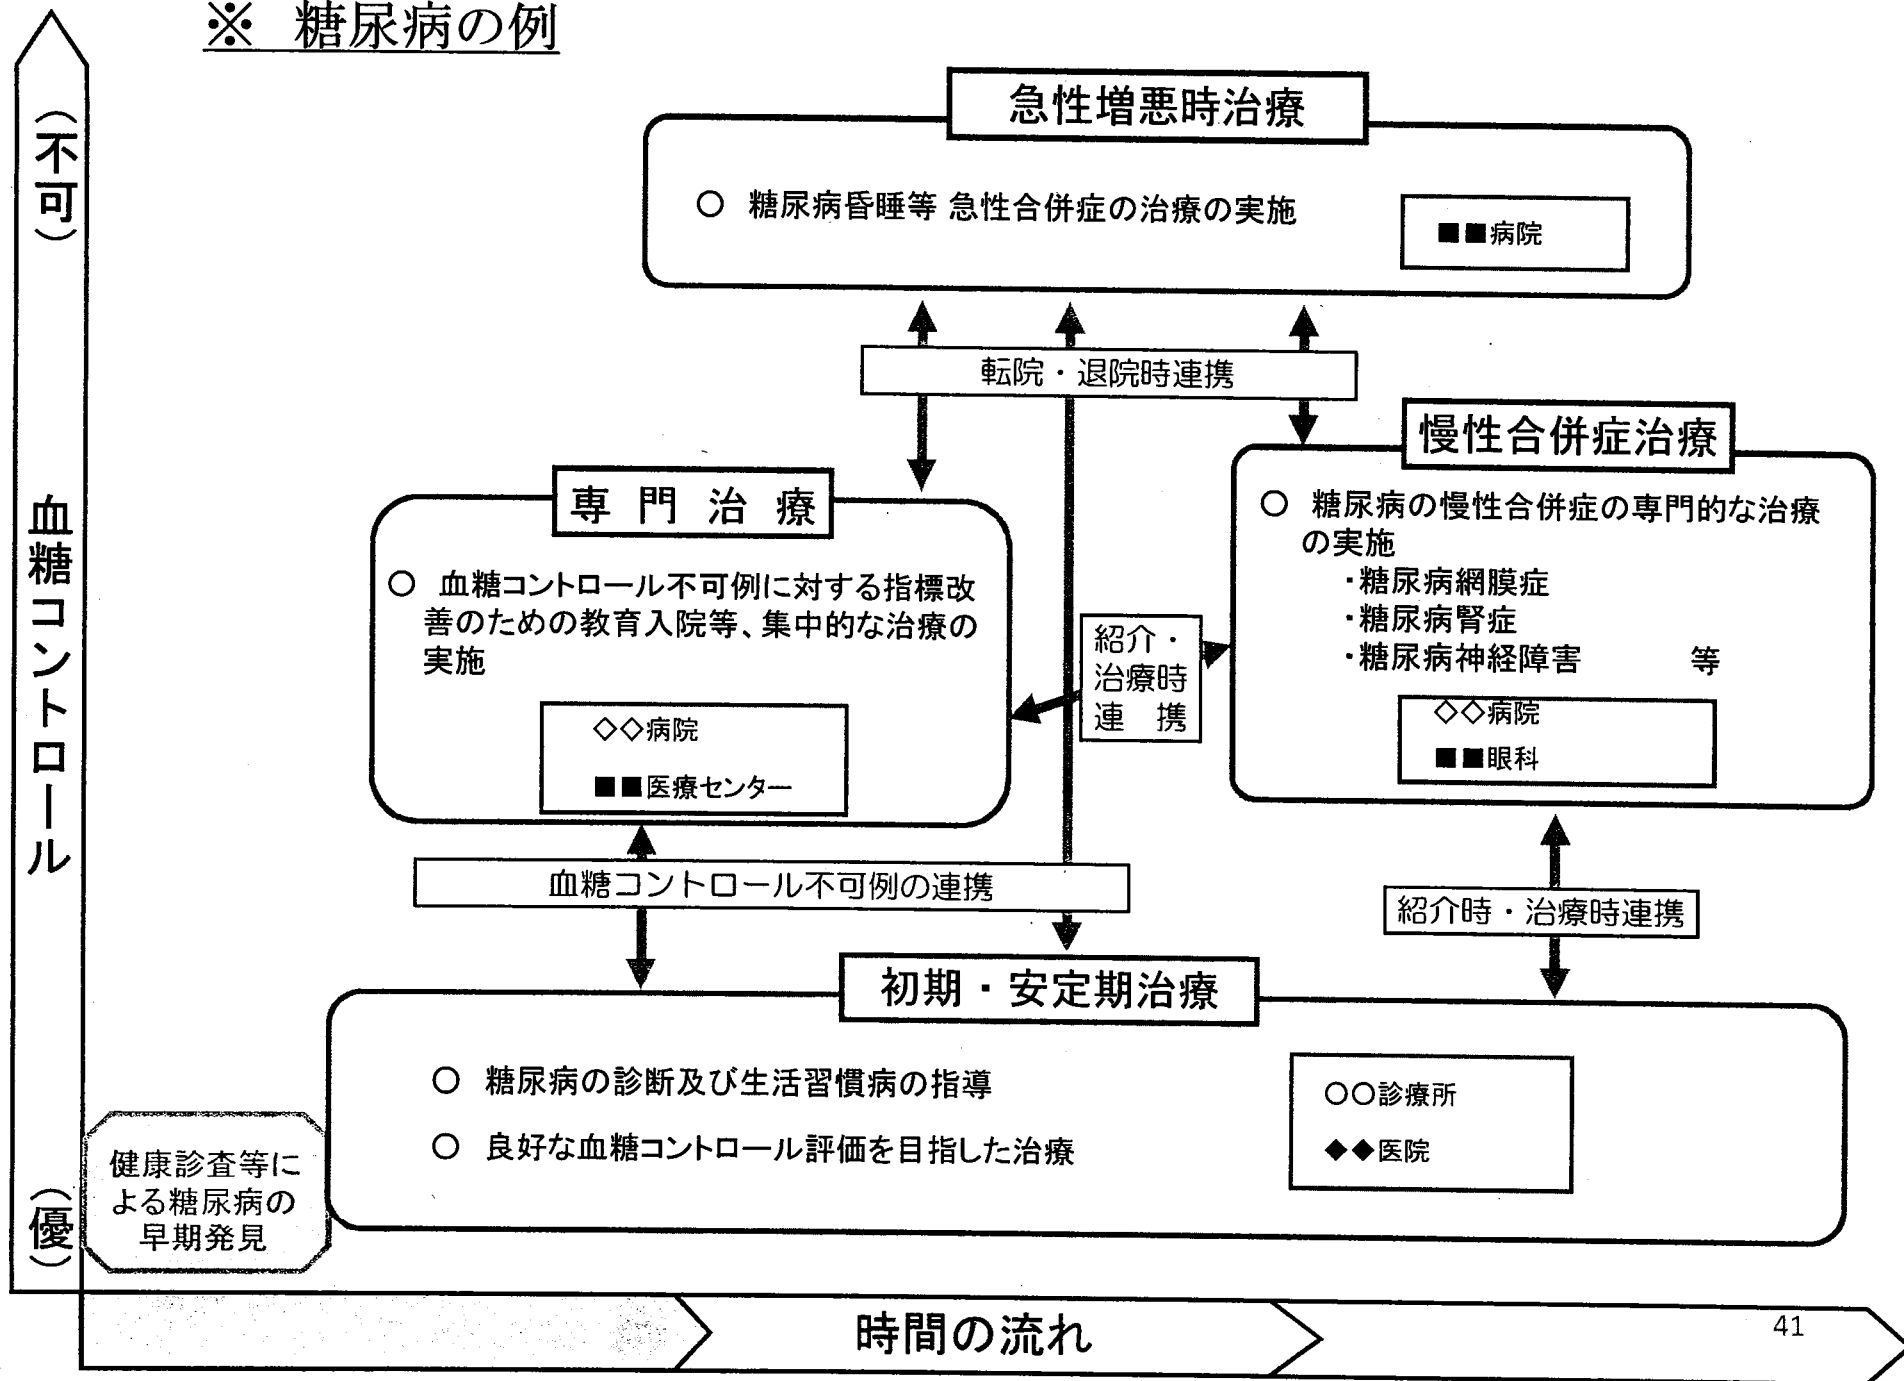 ※ 糖尿病の例
(不可)
血糖コントロール
(優)
急性増悪時治療
○ 糖尿病昏睡等 急性合併症の治療の実施
■■病院
転院・退院時連携
慢性合併症治療
○ 糖尿病の慢性合併症の専門的な治療
の実施
・糖尿病網膜症
・糖尿病腎症
・糖尿病神経障害 等
◇◇病院
■■眼科
専門治療
○ 血糖コントロール不可例に対する指標改
善のための教育入院等、集中的な治療の
実施
◇◇病院
■■医療センター
紹介・
治療時
連 携
血糖コントロール不可例の連携
紹介時・治療時連携
初期・安定期治療
○ 糖尿病の診断及び生活習慣病の指導
○ 良好な血糖コントロール評価を目指した治療
○○診療所
◆◆医院
健康診査等に
よる糖尿病の
早期発見
時間の流れ
41